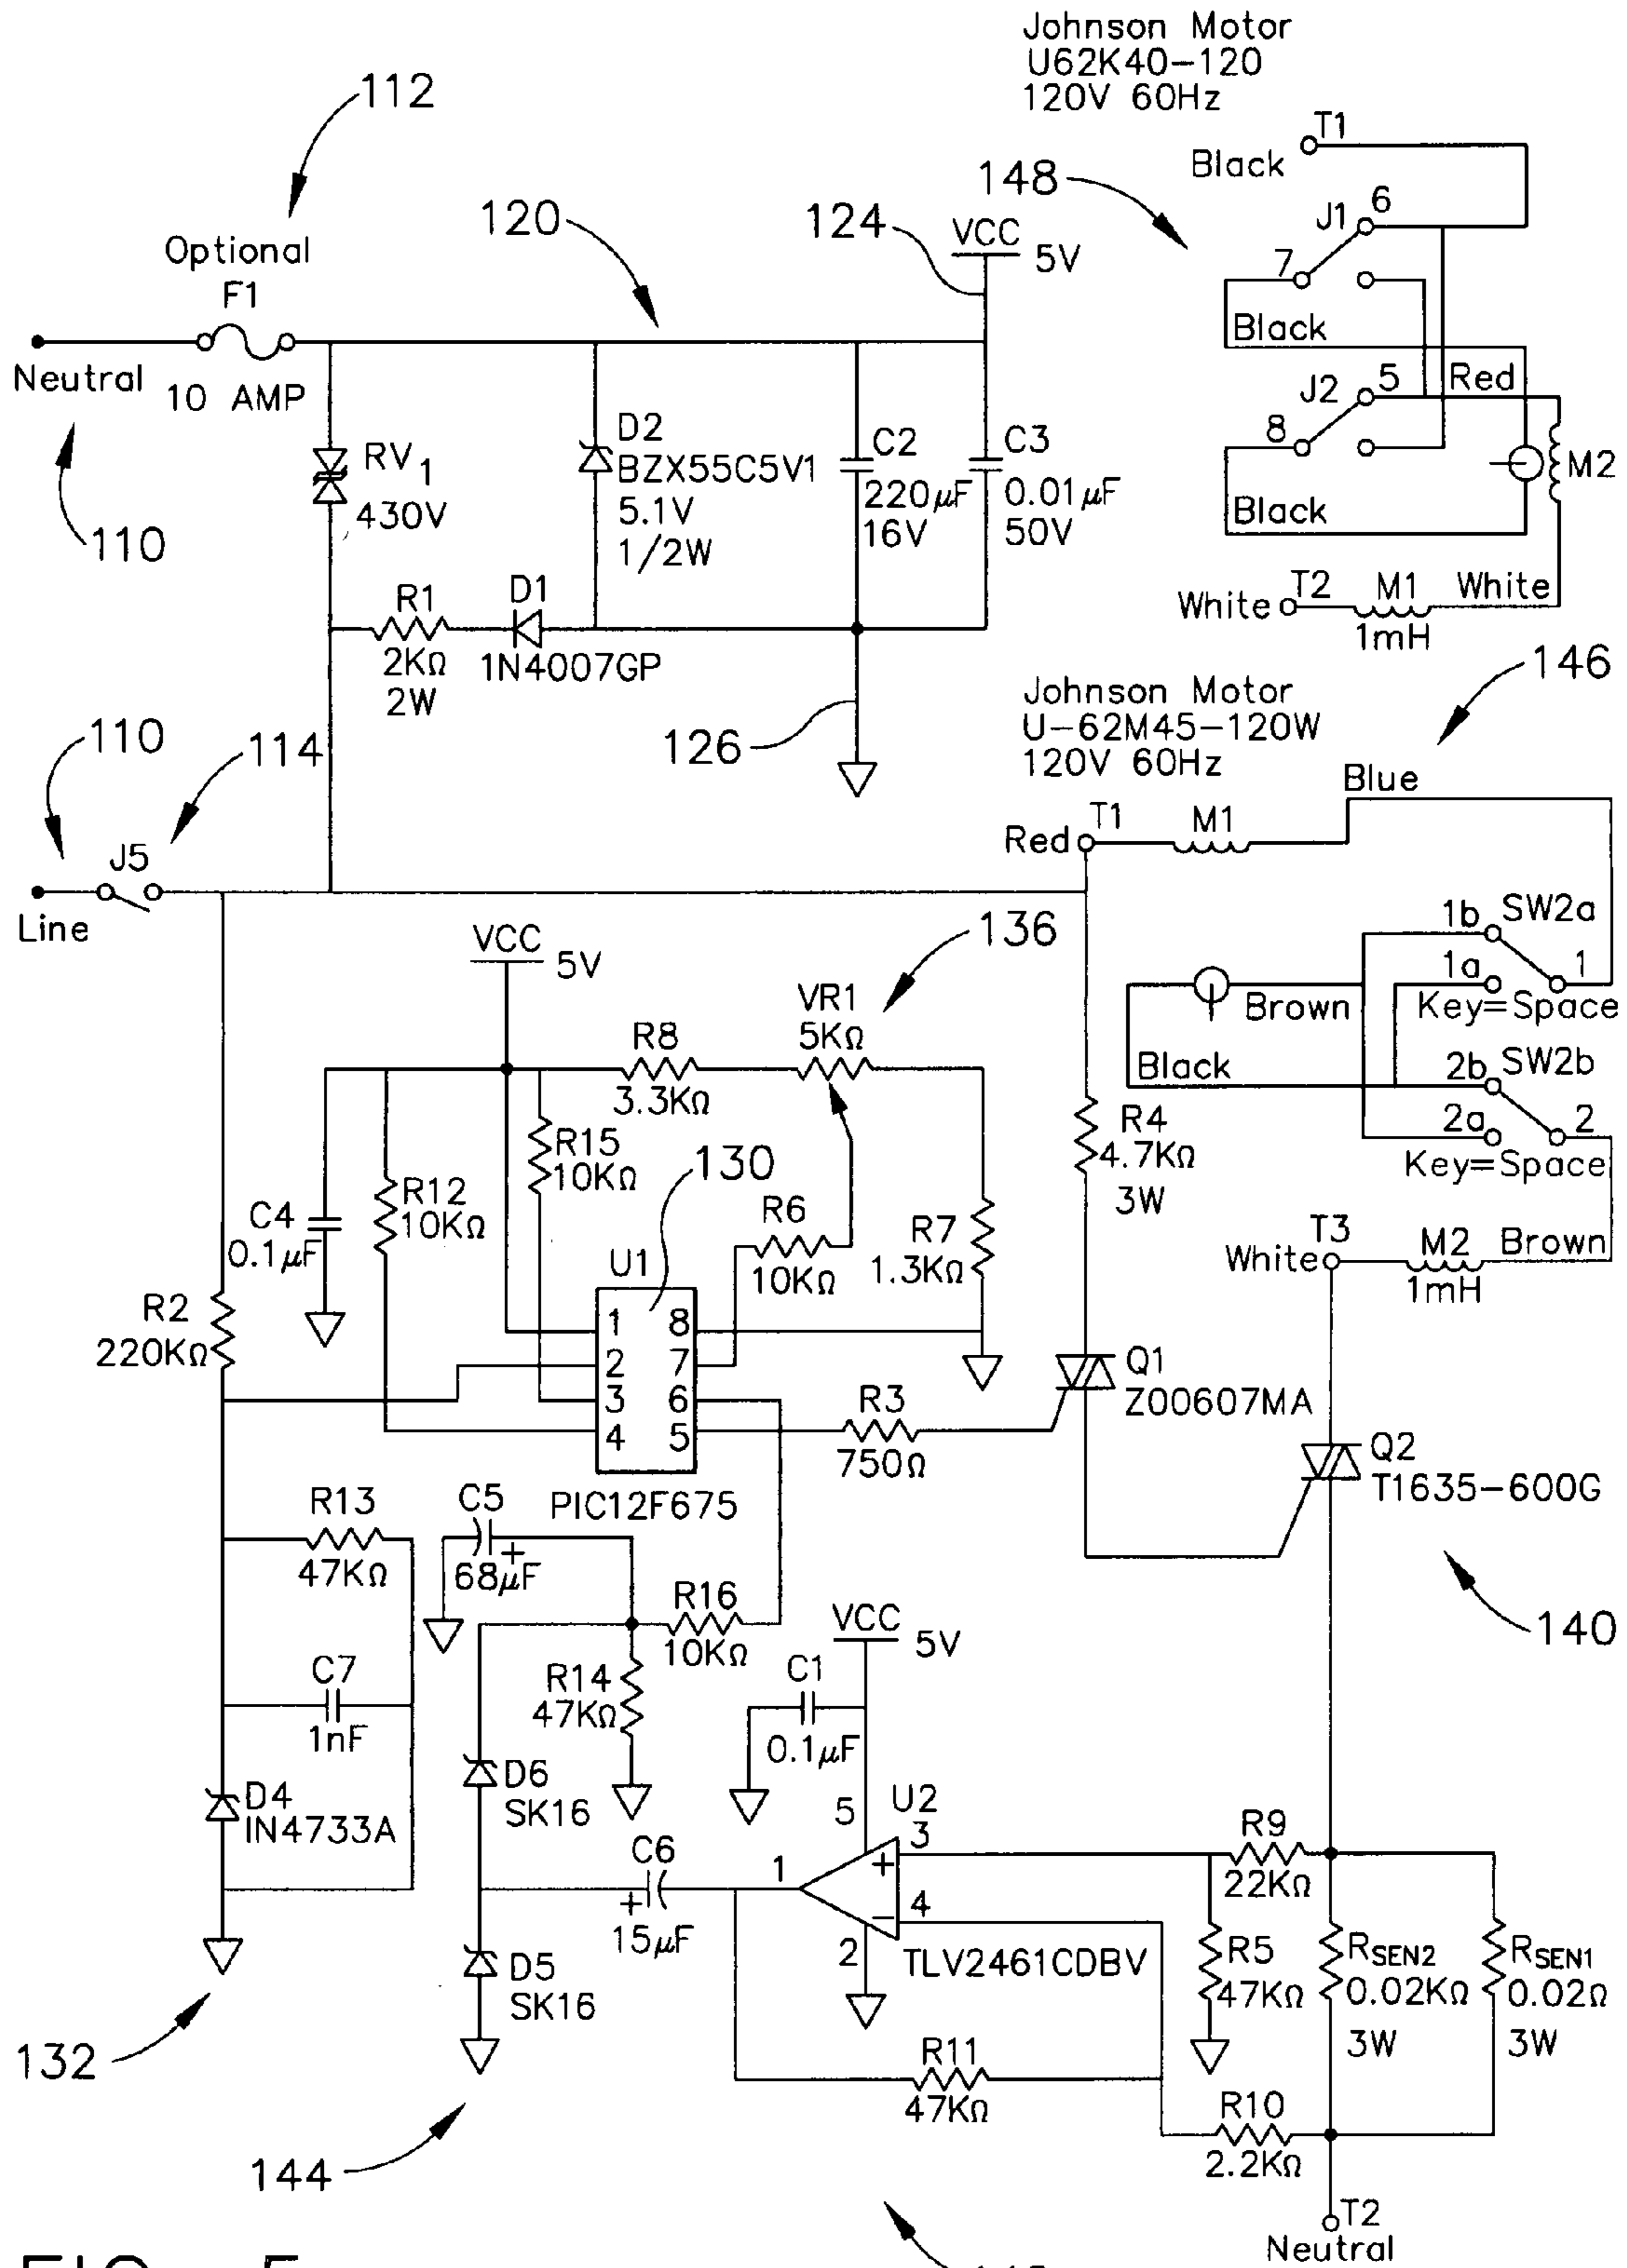 Johnson Motor
U62K40-120
120V 60Hz
112
T1
Black
148
6
J1
120
124
VCC
5V
Optional
F1
7
Black
Neutral
10 AMP
5
Red
J2
D2
BZX55C5V1
5.1V
1/2W
C2
220μF
16V
C3
0.01μF
50V
8
M2
RV1
430V
Black
110
R1
2KΩ
2W
D1
1N4007GP
T2
White
M1
1mH
White
146
Johnson Motor
U-62M45-120W
120V 60Hz
126
110
114
Blue
T1
Red
M1
J5
Line
136
1b
SW2a
VCC
5V
1a
1
Key=Space
Brown
VR1
5KΩ
R8
3.3KΩ
Black
2b
SW2b
R4
4.7KΩ
3W
2a
2
Key=Space
R15
10KΩ
130
R12
10KΩ
C4
0.1μF
R6
10KΩ
R7
1.3KΩ
T3
White
M2
1mH
Brown
U1
R2
220KΩ
1
8
2
7
3
6
4
5
Q1
Z00607MA
R3
750Ω
Q2
T1635-600G
PIC12F675
R13
47KΩ
C5
+
68μF
R16
10KΩ
VCC
5V
140
C7
1nF
R14
47KΩ
C1
0.1μF
D6
SK16
D4
IN4733A
5
U2
3
R9
22KΩ
C6
+
15μF
1
+
4
−
2
TLV2461CDBV
D5
SK16
R5
47KΩ
RSEN2
0.02KΩ
3W
RSEN1
0.02Ω
3W
132
R11
47KΩ
R10
2.2KΩ
144
T2
Neutral